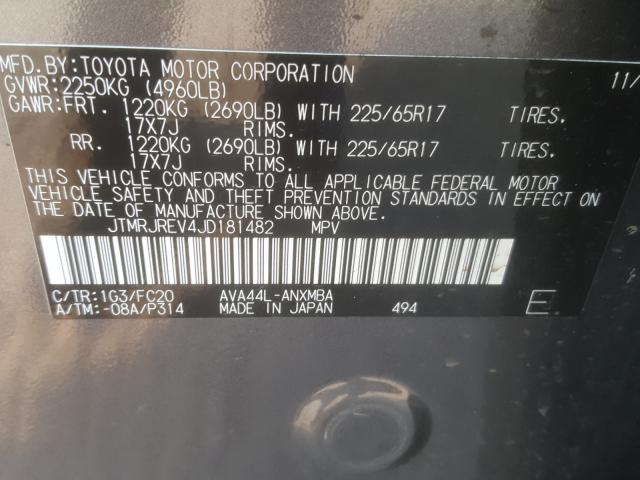 MFD. BY: TOYOTA MOTOR CORPORATION 11/
GVWR: 2250KG (4960LB)
GAWR: FRT. 1220KG (2690LB) WITH 225/65R17 TIRES.
17X7J RIMS.
RR. 1220KG (2690LB) WITH 225/65R17 TIRES.
17X7J RIMS.
THIS VEHICLE CONFORMS TO ALL APPLICABLE FEDERAL MOTOR
VEHICLE SAFETY AND THEFT PREVENTION STANDARDS IN EFFECT ON
THE DATE OF MANUFACTURE SHOWN ABOVE.
JTMRJREV4JD181482 MPV
C/TR: 1G3/FC20 AVA44L-ANXMBA
A/TM: -08A/P314 MADE IN JAPAN 494 E